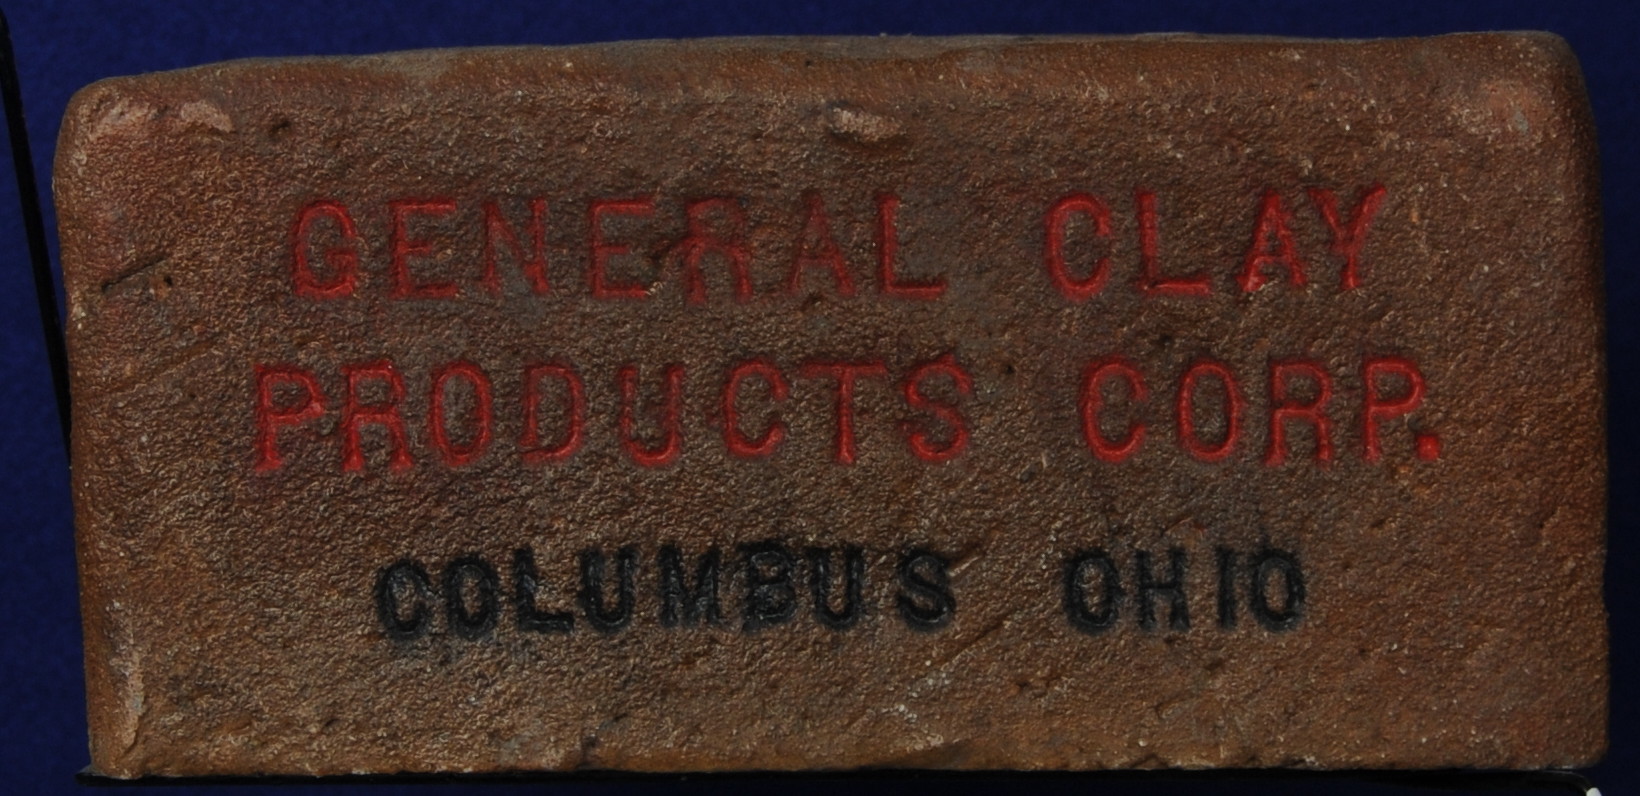 GENERAL CLAY
PRODUCTS CORP.
COLUMBUS OHIO